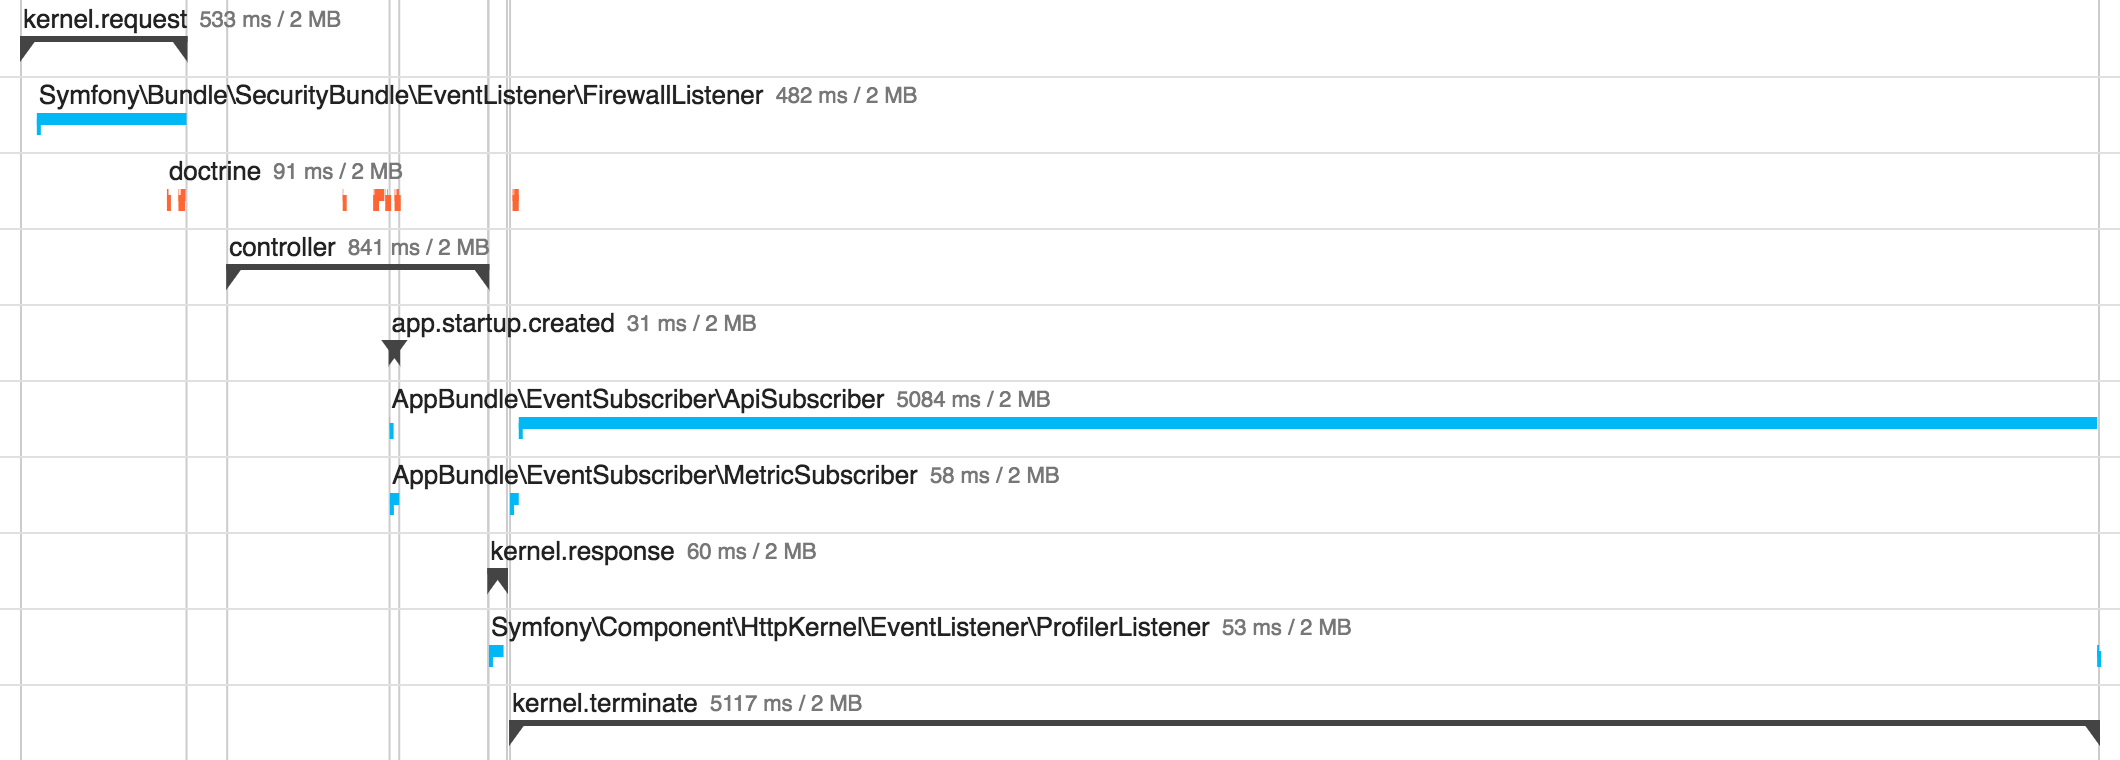 kernel.request 533 ms / 2 MB
Symfony\Bundle\SecurityBundle\EventListener\FirewallListener 482 ms / 2 MB
doctrine 91 ms / 2 MB
controller 841 ms / 2 MB
app.startup.created 31 ms / 2 MB
AppBundle\EventSubscriber\ApiSubscriber 5084 ms / 2 MB
AppBundle\EventSubscriber\MetricSubscriber 58 ms / 2 MB
kernel.response 60 ms / 2 MB
Symfony\Component\HttpKernel\EventListener\ProfilerListener 53 ms / 2 MB
kernel.terminate 5117 ms / 2 MB